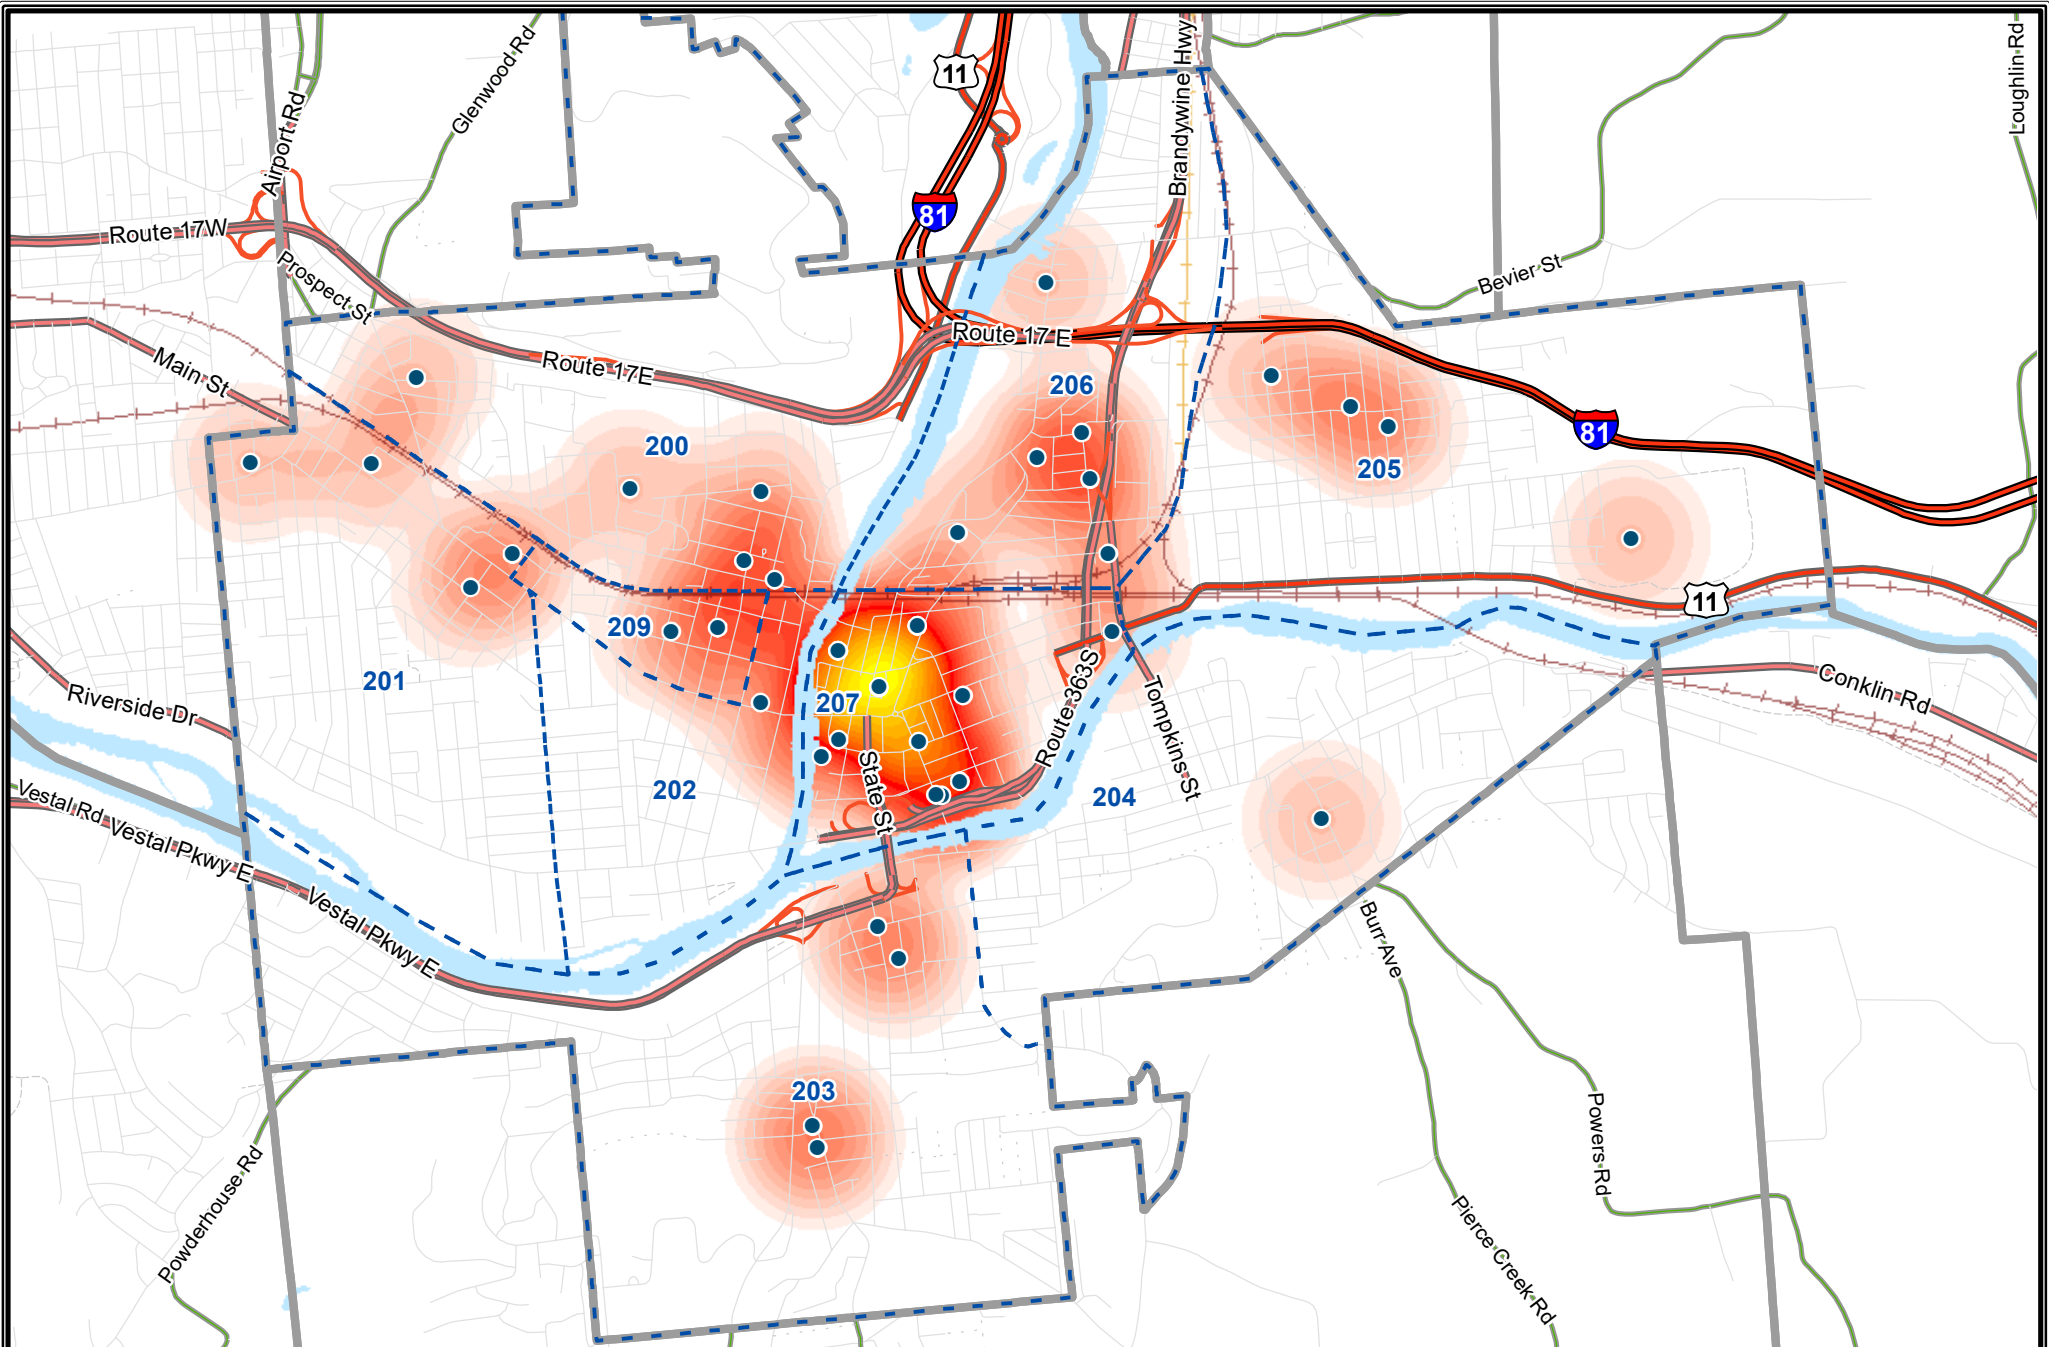 11
Glenwood Rd
Brandywine Hwy
Loughlin Rd
Airport Rd
81
Route 17W
Prospect St
Bevier St
Main St
Route 17E
Route 17 E
206
200
81
205
209
11
201
207
Riverside Dr
Route 363S
Tompkins St
Conklin Rd
State St
202
204
Vestal Rd
Vestal Pkwy E
Vestal Pkwy E
Burr Ave
203
Powderhouse Rd
Powers Rd
Pierce Creek Rd